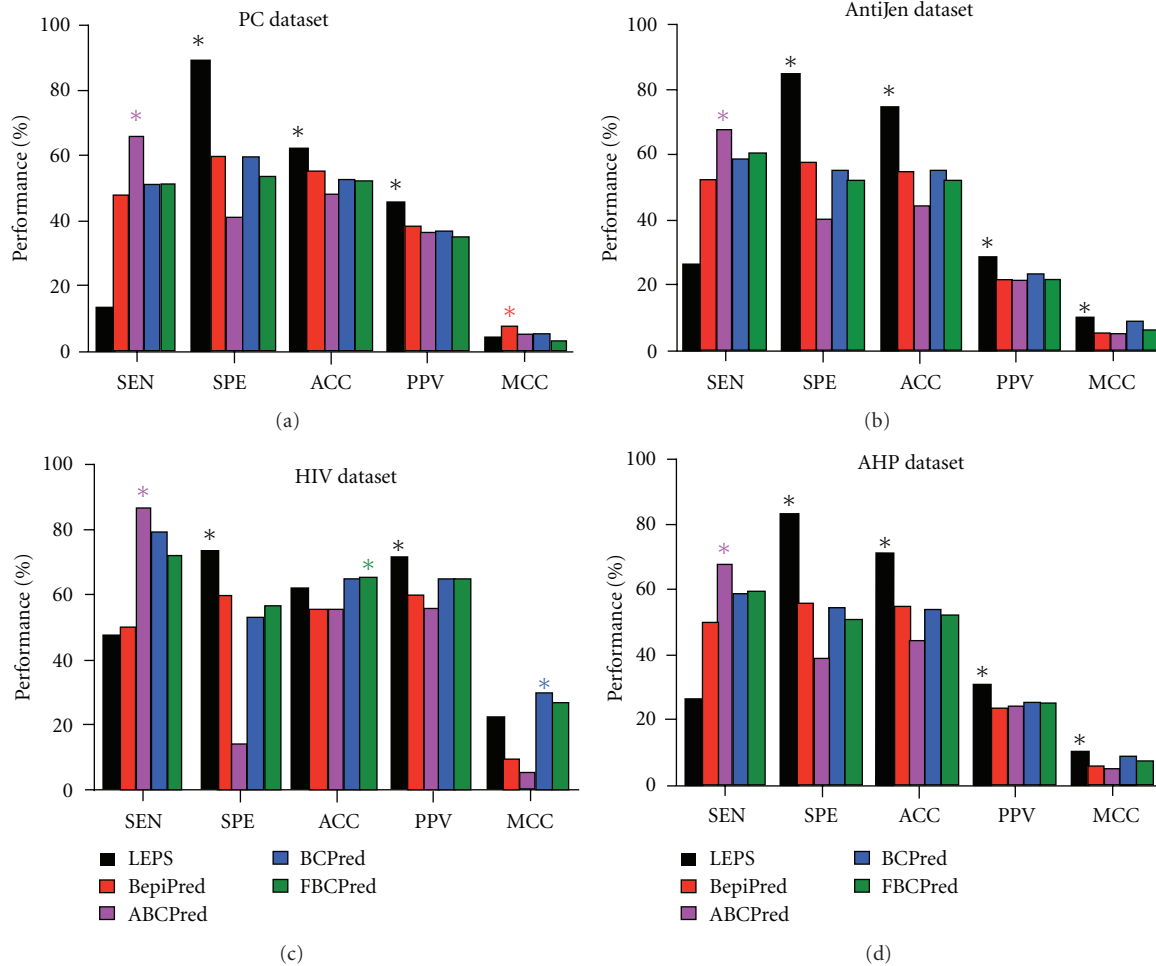 PC dataset
Performance (%)
100
80
60
40
20
0
*
*
*
*
*
SEN SPE ACC PPV MCC
(a)
AntiJen dataset
Performance (%)
100
80
60
40
20
0
*
*
*
*
*
SEN SPE ACC PPV MCC
(b)
HIV dataset
Performance (%)
100
80
60
40
20
0
*
*
*
*
*
SEN SPE ACC PPV MCC
LEPS
BepiPred
ABCPred
BCPred
FBCPred
(c)
AHP dataset
Performance (%)
100
80
60
40
20
0
*
*
*
*
*
SEN SPE ACC PPV MCC
LEPS
BepiPred
ABCPred
BCPred
FBCPred
(d)